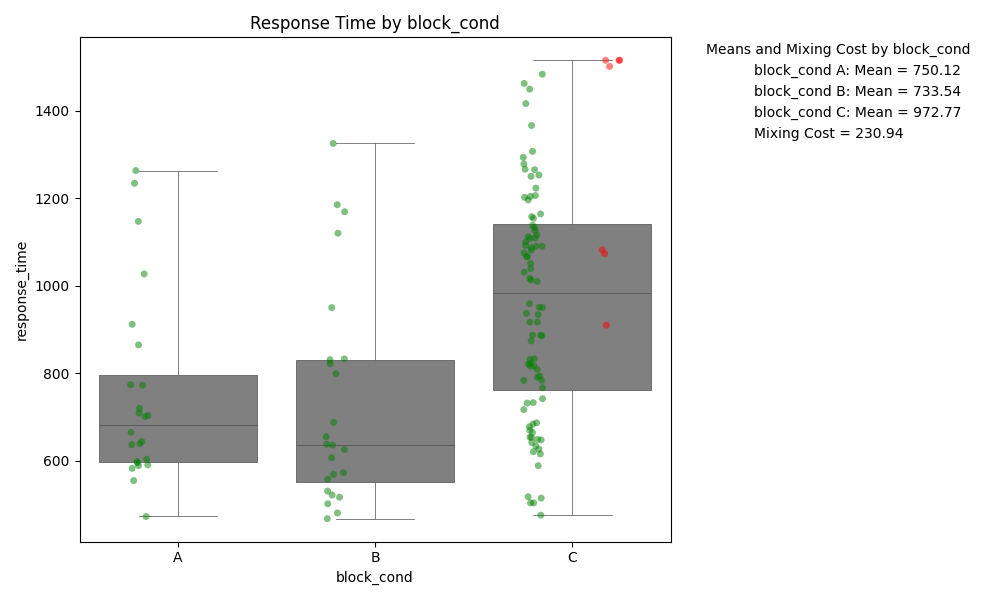 Response Time by block_cond
Means and Mixing Cost by block_cond
block_cond A: Mean = 750.12
block_cond B: Mean = 733.54
block_cond C: Mean = 972.77
Mixing Cost = 230.94
response_time
1400
1200
1000
800
600
A
B
C
block_cond